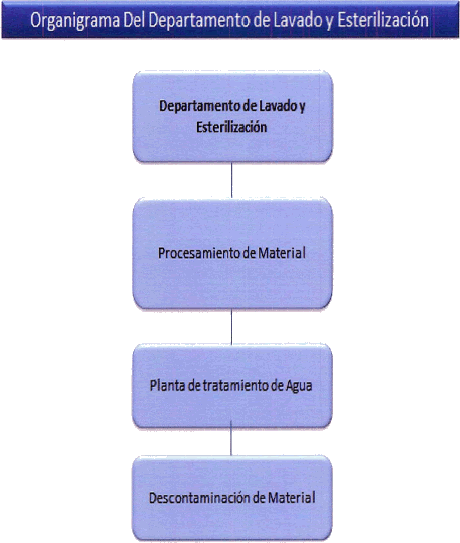 Organigrama Del Departamento de Lavado y Esterilización
Departamento de Lavado y
Esterilización
Procesamiento de Material
Planta de tratamiento de Agua
Descontaminación de Material